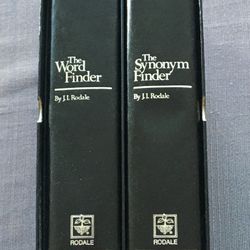 The
Word
Finder
By J.I. Rodale
RODALE
The
Synonym
Finder
By J.I. Rodale
RODALE